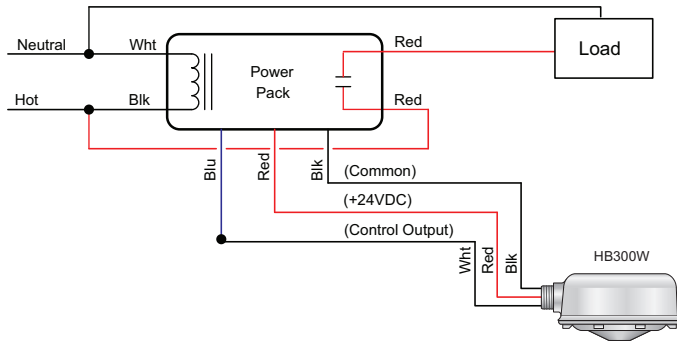 Neutral
Wht
Red
Load
Power
Pack
Hot
Blk
Red
Blu
Red
Blk
(Common)
(+24VDC)
(Control Output)
Wht
Red
Blk
HB300W